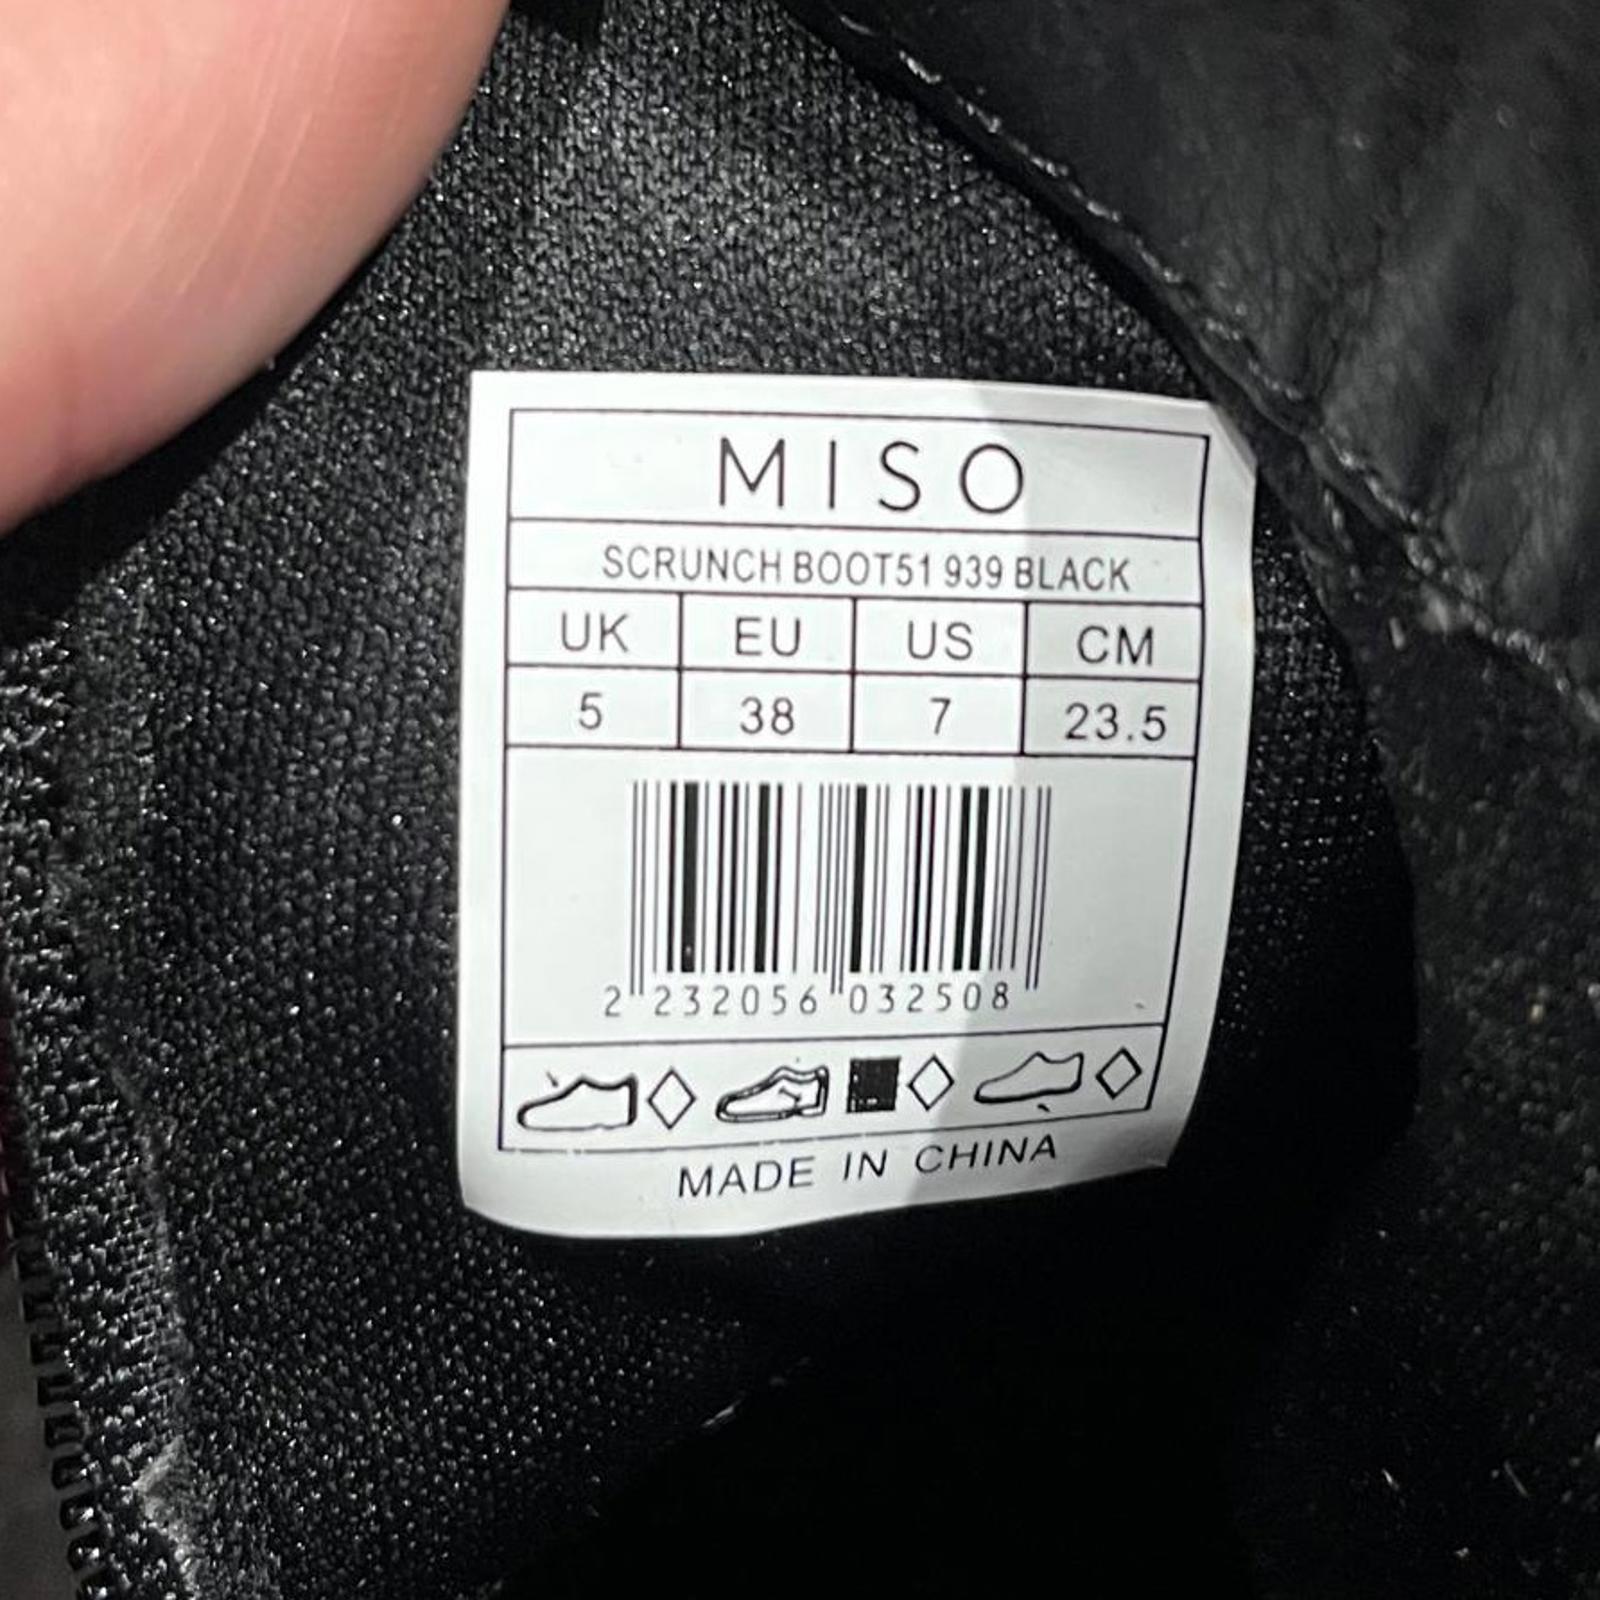 MISO
SCRUNCH BOOT51 939 BLACK
UK EU US CM
5 38 7 23.5
2 232056 032508
MADE IN CHINA